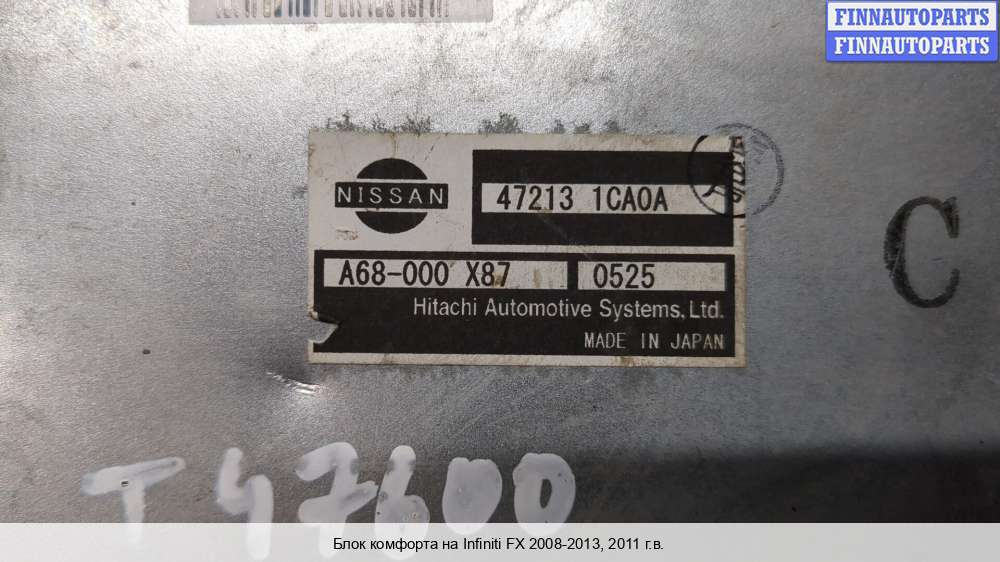 FINNAUTOPARTS
FINNAUTOPARTS
NISSAN
47213 1CA0A
A68-000 X87 0525
Hitachi Automotive Systems, Ltd.
MADE IN JAPAN
C
T 47600
Блок комфорта на Infiniti FX 2008-2013, 2011 г.в.